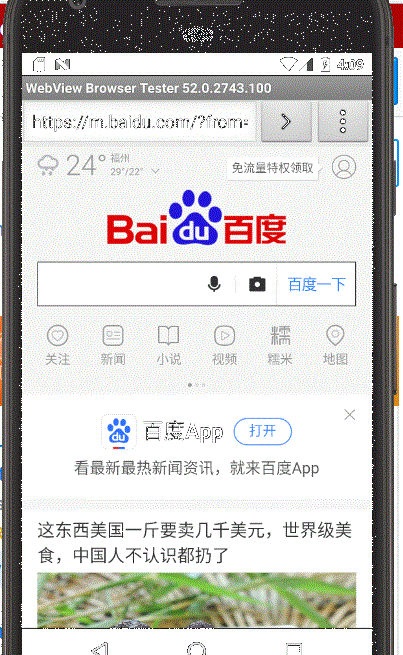 4:09
WebView Browser Tester 52.0.2743.100
https://m.baidu.com/?from=
24°
福州
29°/22°
免流量特权领取
Bai du 百度
百度一下
关注 新闻 小说 视频 糯米 地图
糯
du
百度App
打开
看最新最热新闻资讯，就来百度App
这东西美国一斤要卖几千美元，世界级美
食，中国人不认识都扔了